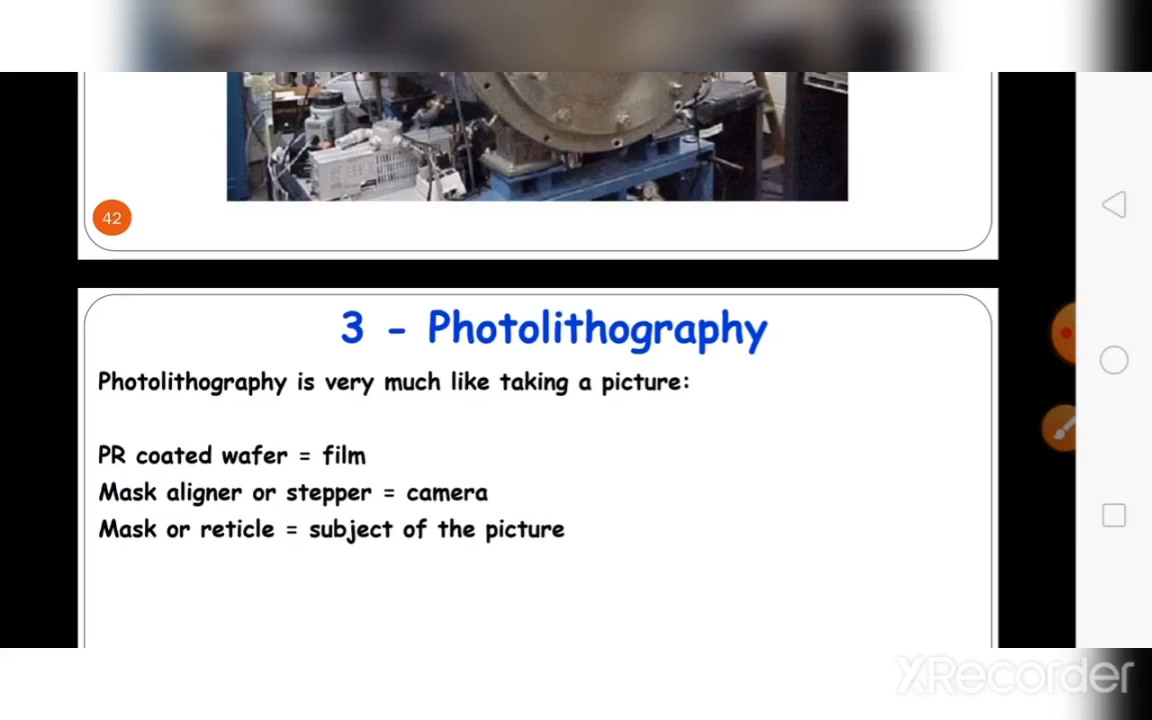 42
3 - Photolithography
Photolithography is very much like taking a picture:
PR coated wafer = film
Mask aligner or stepper = camera
Mask or reticle = subject of the picture
XRecorder